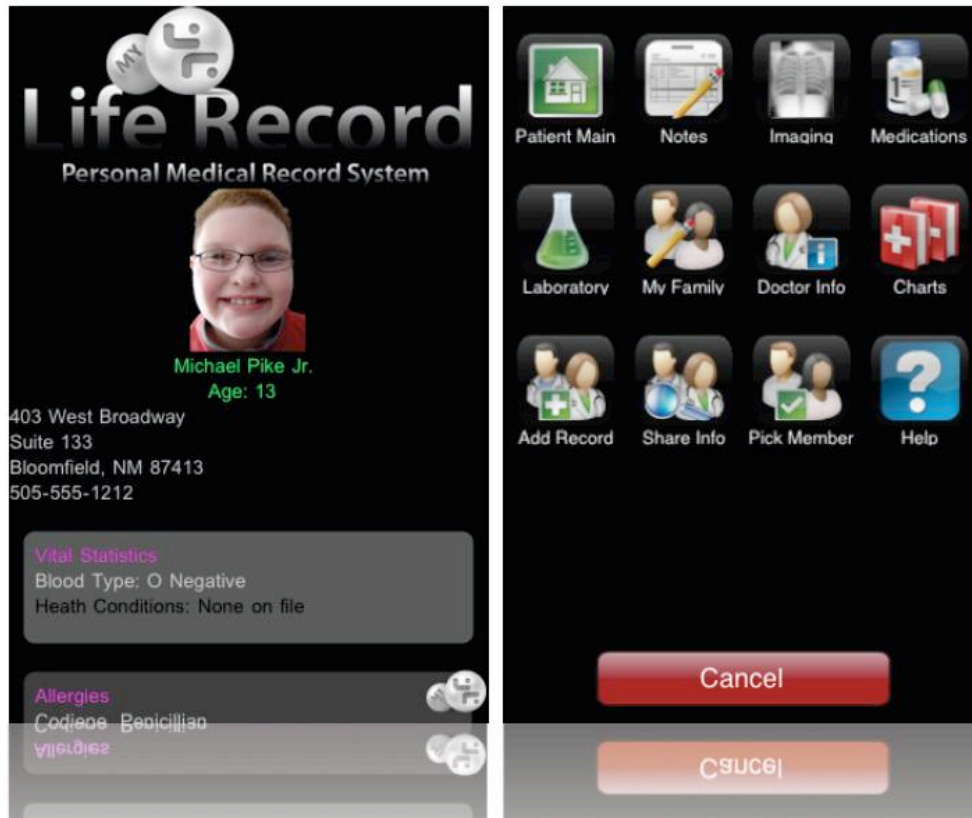 MY
Life Record
Personal Medical Record System
Michael Pike Jr.
Age: 13
403 West Broadway
Suite 133
Bloomfield, NM 87413
505-555-1212
Vital Statistics
Blood Type: O Negative
Heath Conditions: None on file
Allergies
Patient Main Notes Imaging Medications
Laboratory My Family Doctor Info Charts
Add Record Share Info Pick Member Help
Cancel